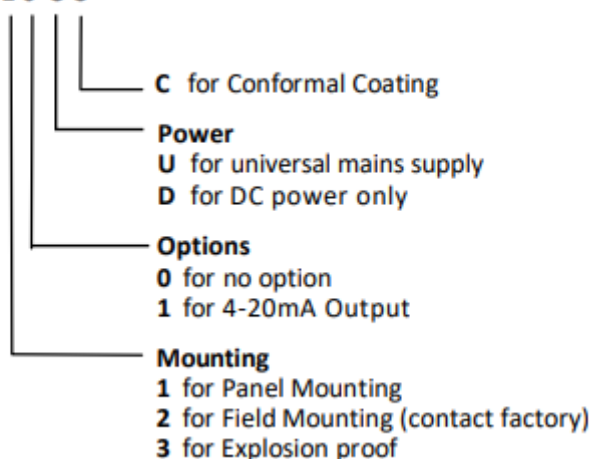 C for Conformal Coating
Power
U for universal mains supply
D for DC power only
Options
0 for no option
1 for 4-20mA Output
Mounting
1 for Panel Mounting
2 for Field Mounting (contact factory)
3 for Explosion proof